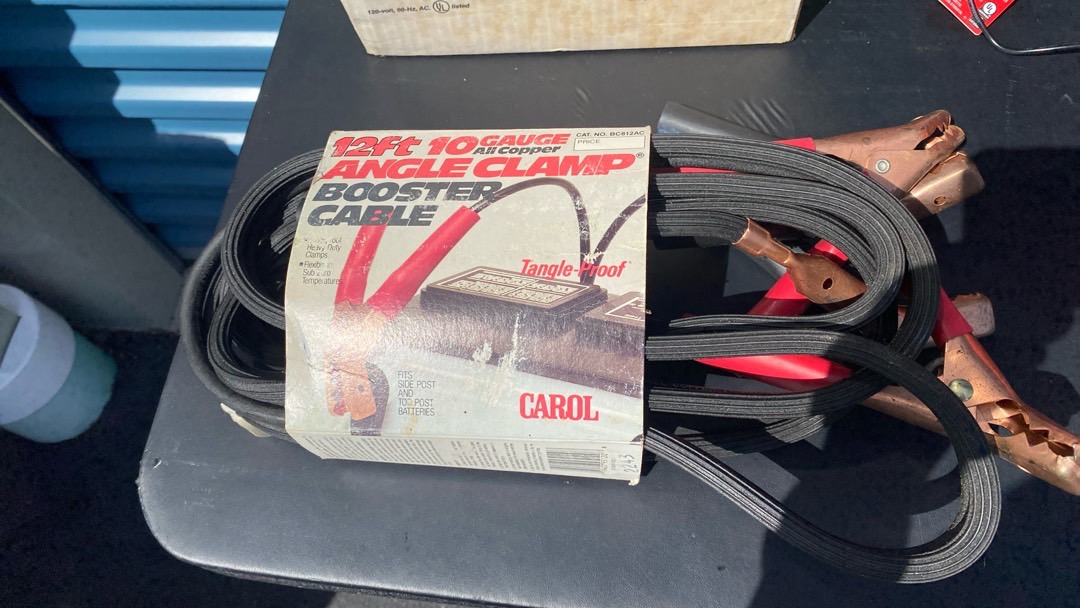 120-volt, 60-Hz, AC. UL listed
12ft 10 GAUGE
All Copper
CAT. NO. BC612AC
PRICE
ANGLE CLAMP®
BOOSTER
CABLE
Heavy Duty
Clamps
Temperatures
Tangle-Proof
FITS
SIDE POST
AND
TOP POST
BATTERIES
CAROL